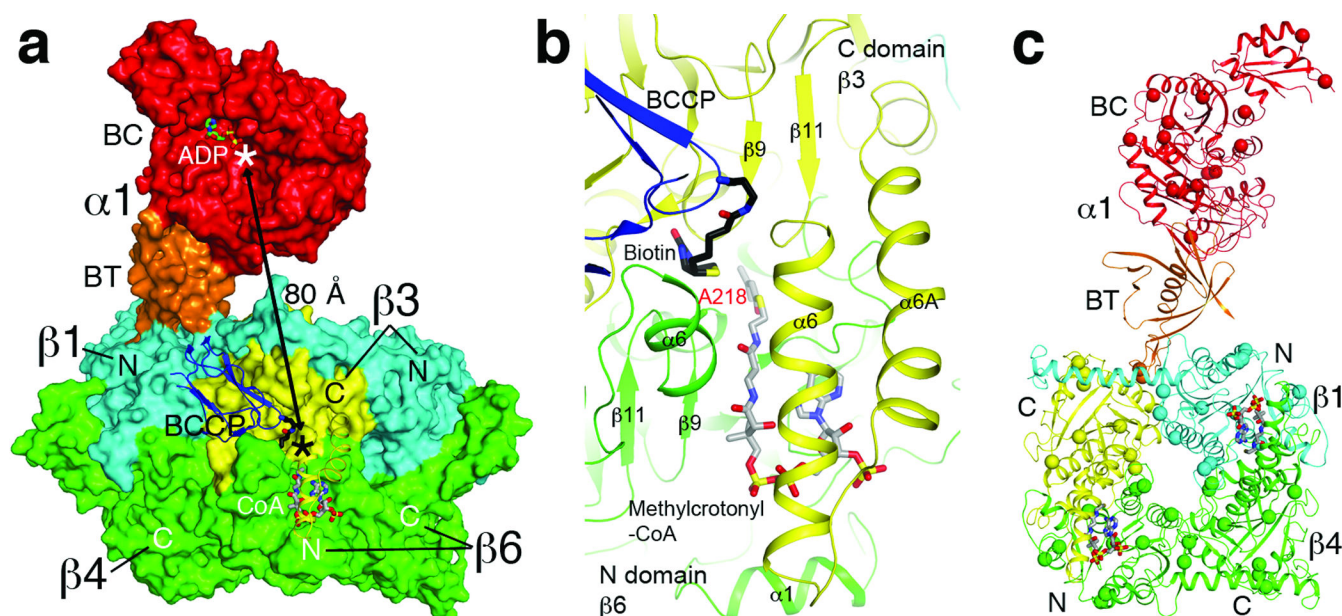 a
BC
ADP
α1
BT
80 Å
β3
β1
N
N
C
BCCP
CoA
C
C
N
β4
β6
b
C domain
β3
BCCP
β11
β9
Biotin
A218
α6
α6
α6A
β11
β9
Methylcrotonyl
-CoA
N domain
β6
α1
c
BC
α1
BT
N
β1
C
β4
N
C